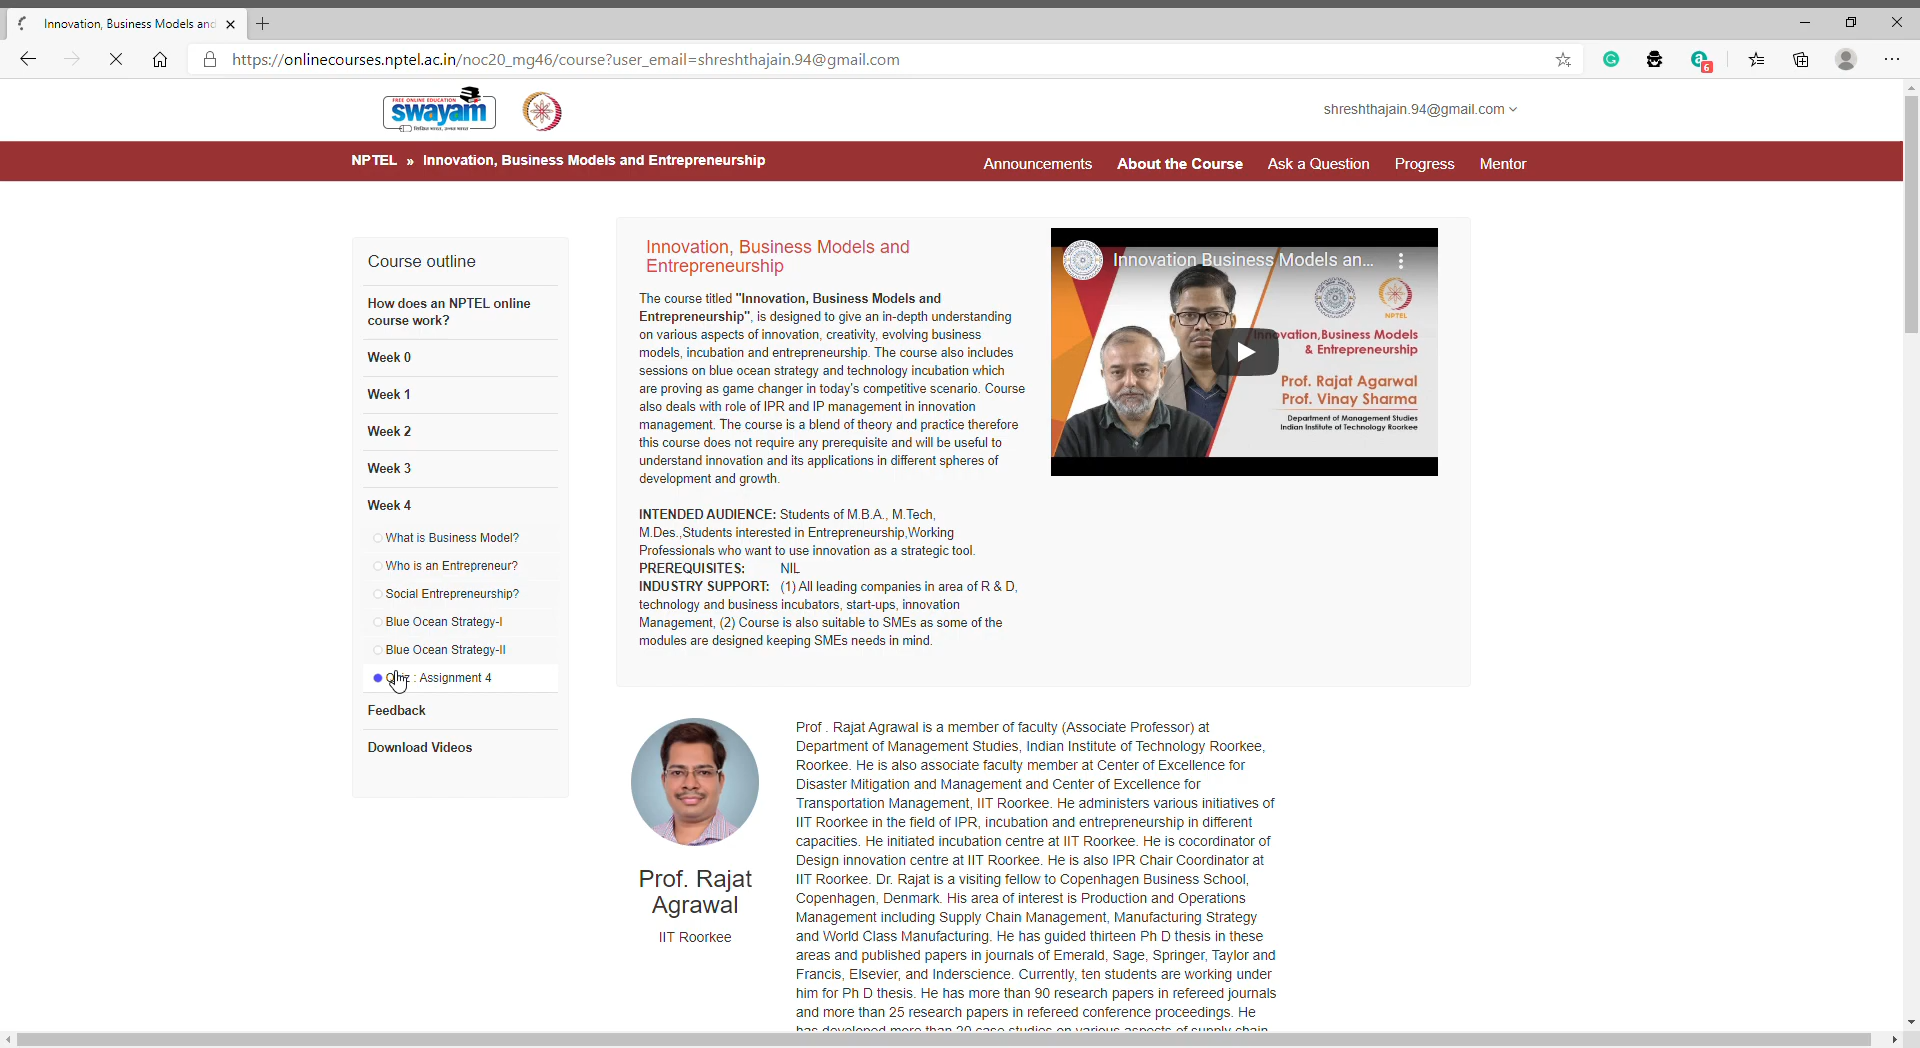 Innovation, Business Models and
https://onlinecourses.nptel.ac.in/noc20_mg46/course?user_email=shreshthajain.94@gmail.com
6
FREE ONLINE EDUCATION
swayam
shreshthajain.94@gmail.com
NPTEL » Innovation, Business Models and Entrepreneurship
Announcements About the Course Ask a Question Progress Mentor
Course outline
How does an NPTEL online
course work?
Week 0
Week 1
Week 2
Week 3
Week 4
What is Business Model?
Who is an Entrepreneur?
Social Entrepreneurship?
Blue Ocean Strategy-I
Blue Ocean Strategy-II
: Assignment 4
Feedback
Download Videos
Innovation, Business Models and
Entrepreneurship
The course titled "Innovation, Business Models and
Entrepreneurship", is designed to give an in-depth understanding
on various aspects of innovation, creativity, evolving business
models, incubation and entrepreneurship. The course also includes
sessions on blue ocean strategy and technology incubation which
are proving as game changer in today's competitive scenario. Course
also deals with role of IPR and IP management in innovation
management. The course is a blend of theory and practice therefore
this course does not require any prerequisite and will be useful to
understand innovation and its applications in different spheres of
development and growth.
INTENDED AUDIENCE: Students of M.B.A., M.Tech,
M.Des.,Students interested in Entrepreneurship,Working
Professionals who want to use innovation as a strategic tool.
PREREQUISITES: NIL
INDUSTRY SUPPORT: (1) All leading companies in area of R & D,
technology and business incubators, start-ups, innovation
Management, (2) Course is also suitable to SMEs as some of the
modules are designed keeping SMEs needs in mind.
Innovation Business Models an...
NPTEL
Innovation,Business Models
& Entrepreneurship
Prof. Rajat Agarwal
Prof. Vinay Sharma
Department of Management Studies
Indian Institute of Technology Roorkee
Prof. Rajat
Agrawal
IIT Roorkee
Prof . Rajat Agrawal is a member of faculty (Associate Professor) at
Department of Management Studies, Indian Institute of Technology Roorkee,
Roorkee. He is also associate faculty member at Center of Excellence for
Disaster Mitigation and Management and Center of Excellence for
Transportation Management, IIT Roorkee. He administers various initiatives of
IIT Roorkee in the field of IPR, incubation and entrepreneurship in different
capacities. He initiated incubation centre at IIT Roorkee. He is cocordinator of
Design innovation centre at IIT Roorkee. He is also IPR Chair Coordinator at
IIT Roorkee. Dr. Rajat is a visiting fellow to Copenhagen Business School,
Copenhagen, Denmark. His area of interest is Production and Operations
Management including Supply Chain Management, Manufacturing Strategy
and World Class Manufacturing. He has guided thirteen Ph D thesis in these
areas and published papers in journals of Emerald, Sage, Springer, Taylor and
Francis, Elsevier, and Inderscience. Currently, ten students are working under
him for Ph D thesis. He has more than 90 research papers in refereed journals
and more than 25 research papers in refereed conference proceedings. He
has developed more than 20 case studies on various aspects of supply chain